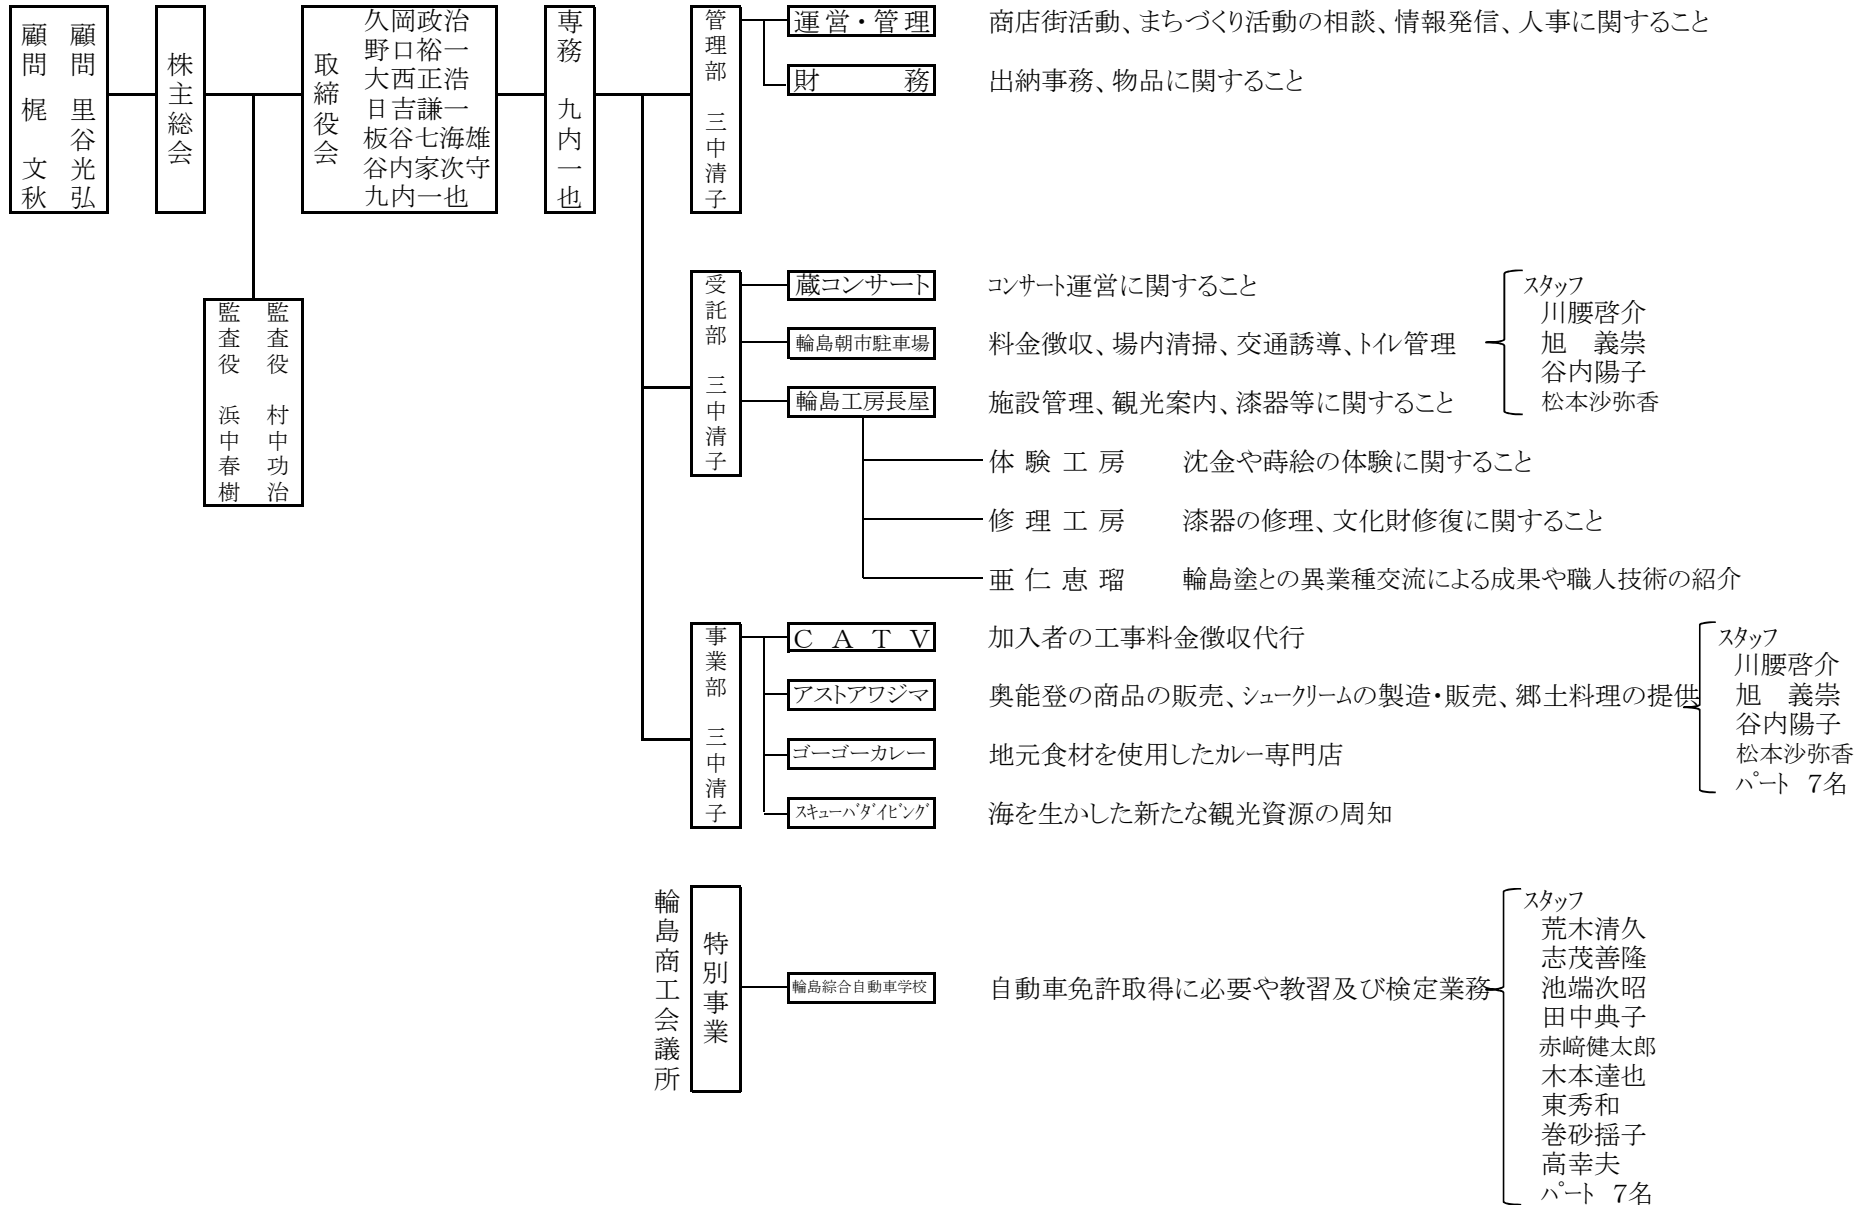 顧問　里谷光弘
顧問　梶　文秋
株主総会
監査役　村中功治
監査役　浜中春樹
取締役会
久岡政治
野口裕一
大西正浩
日吉謙一
板谷七海雄
谷内家次守
九内一也
専務　九内一也
管理部　三中清子
運営・管理　商店街活動、まちづくり活動の相談、情報発信、人事に関すること
財　務　出納事務、物品に関すること
受託部　三中清子
蔵コンサート　コンサート運営に関すること
輪島朝市駐車場　料金徴収、場内清掃、交通誘導、トイレ管理
輪島工房長屋　施設管理、観光案内、漆器等に関すること
スタッフ
川腰啓介
旭　義崇
谷内陽子
松本沙弥香
体験工房　沈金や蒔絵の体験に関すること
修理工房　漆器の修理、文化財修復に関すること
亜仁恵瑠　輪島塗との異業種交流による成果や職人技術の紹介
事業部　三中清子
CATV　加入者の工事料金徴収代行
アストアワジマ　奥能登の商品の販売、シュークリームの製造・販売、郷土料理の提供
ゴーゴーカレー　地元食材を使用したカレー専門店
スキューバダイビング　海を生かした新たな観光資源の周知
スタッフ
川腰啓介
旭　義崇
谷内陽子
松本沙弥香
パート　7名
輪島商工会議所
特別事業
輪島綜合自動車学校　自動車免許取得に必要や教習及び検定業務
スタッフ
荒木清久
志茂善隆
池端次昭
田中典子
赤﨑健太郎
木本達也
東秀和
巻砂揺子
高幸夫
パート　7名